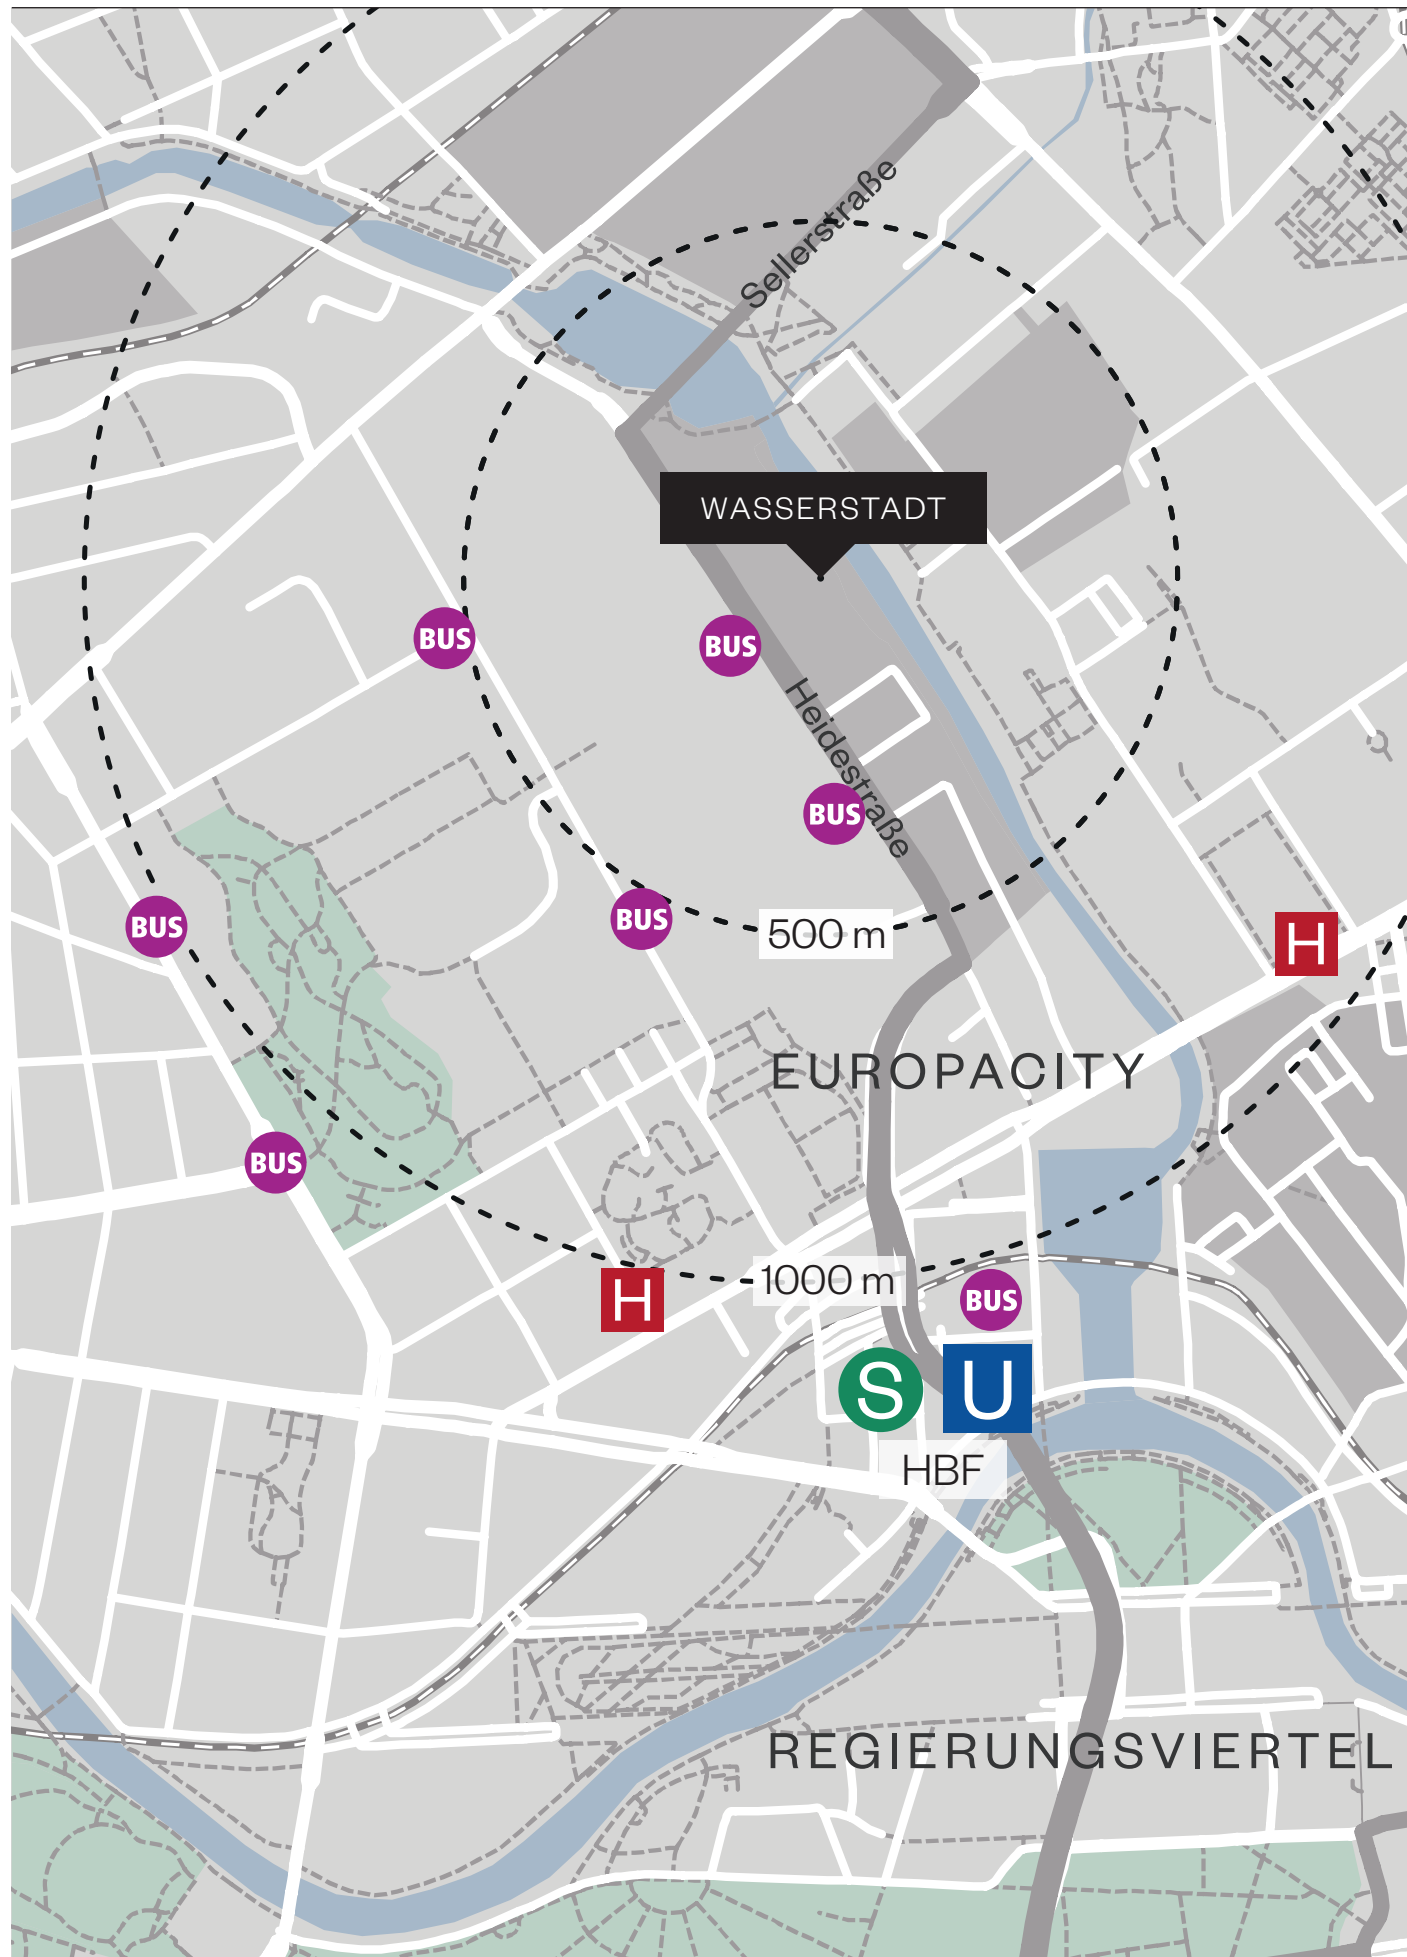 Sellerstraße
WASSERSTADT
BUS
BUS
Heidestraße
BUS
BUS
BUS
500 m
H
EUROPACITY
BUS
1000 m
H
BUS
S
U
HBF
REGIERUNGSVIERTEL